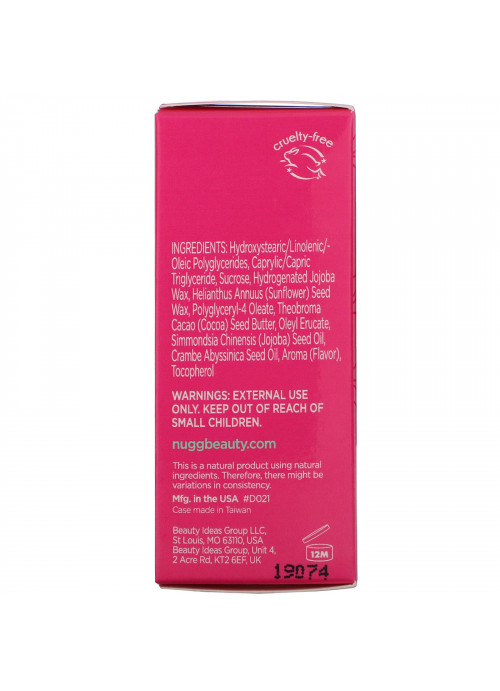 cruelty-free
INGREDIENTS: Hydroxystearic/Linolenic/-
Oleic Polyglycerides, Caprylic/Capric
Triglyceride, Sucrose, Hydrogenated Jojoba
Wax, Helianthus Annuus (Sunflower) Seed
Wax, Polyglyceryl-4 Oleate, Theobroma
Cacao (Cocoa) Seed Butter, Oleyl Erucate,
Simmondsia Chinensis (Jojoba) Seed Oil,
Crambe Abyssinica Seed Oil, Aroma (Flavor),
Tocopherol
WARNINGS: EXTERNAL USE
ONLY. KEEP OUT OF REACH OF
SMALL CHILDREN.
nuggbeauty.com
This is a natural product using natural
ingredients. Therefore, there might be
variations in consistency.
Mfg. in the USA #D021
Case made in Taiwan
Beauty Ideas Group LLC,
St Louis, MO 63110, USA
Beauty Ideas Group, Unit 4,
2 Acre Rd, KT2 6EF, UK
12M
19074